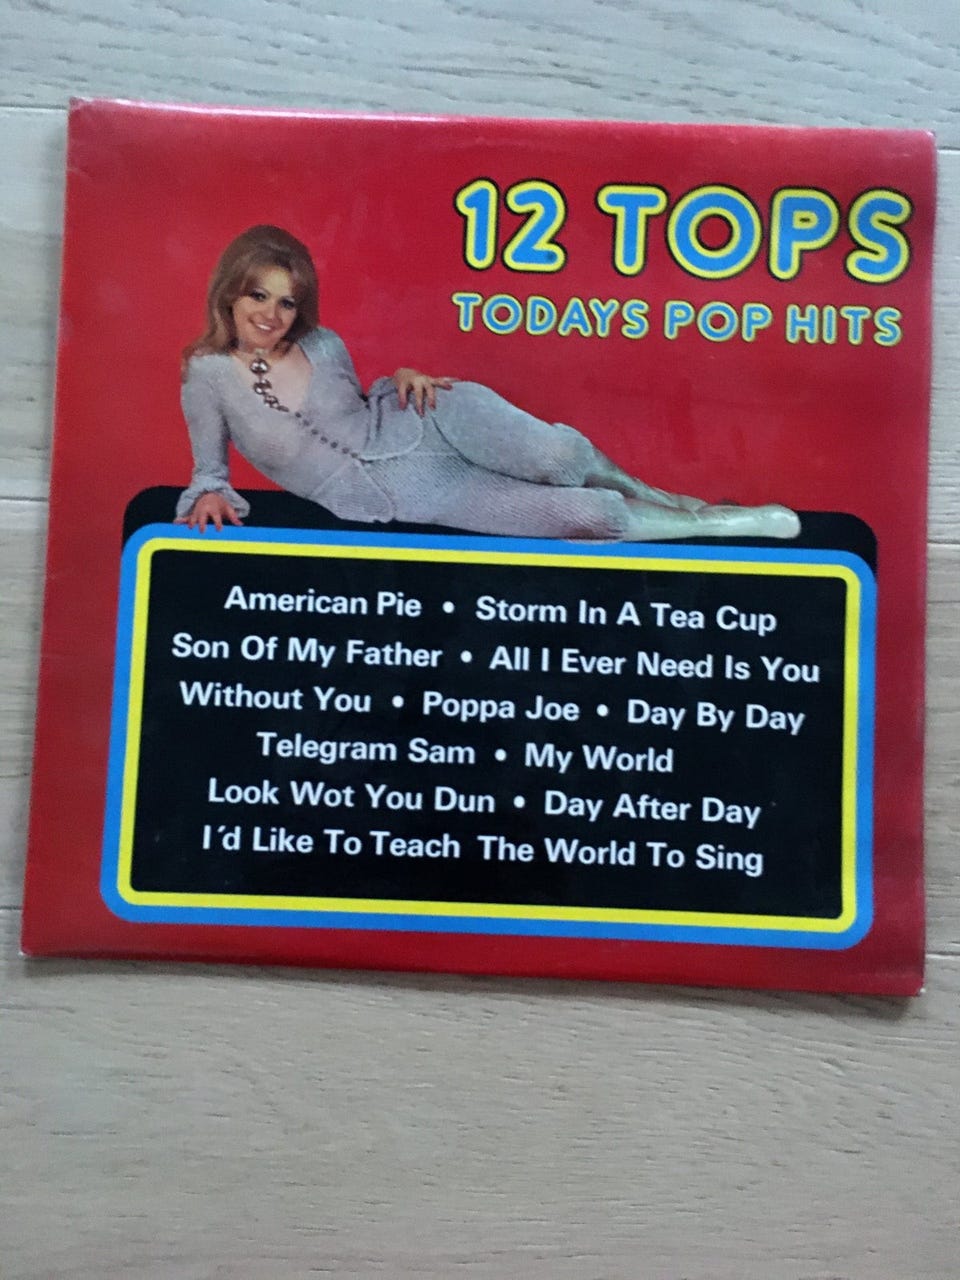 12 TOPS
TODAYS POP HITS
American Pie • Storm In A Tea Cup
Son Of My Father • All I Ever Need Is You
Without You • Poppa Joe • Day By Day
Telegram Sam • My World
Look Wot You Dun • Day After Day
I'd Like To Teach The World To Sing